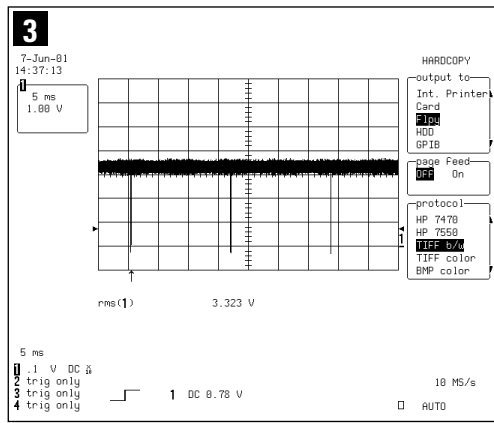 3
7-Jun-01
14:37:13
1
5 ms
1.00 V
HARDCOPY
output to
Int. Printer
Card
Flpy
HDD
GPIB
page feed
OFF On
protocol
HP 7470
HP 7550
TIFF b/w
TIFF color
BMP color
1
rms(1) 3.323 V
5 ms
1 .1 V DC X10
2 trig only
3 trig only
4 trig only
1 DC 0.78 V
10 MS/s
AUTO